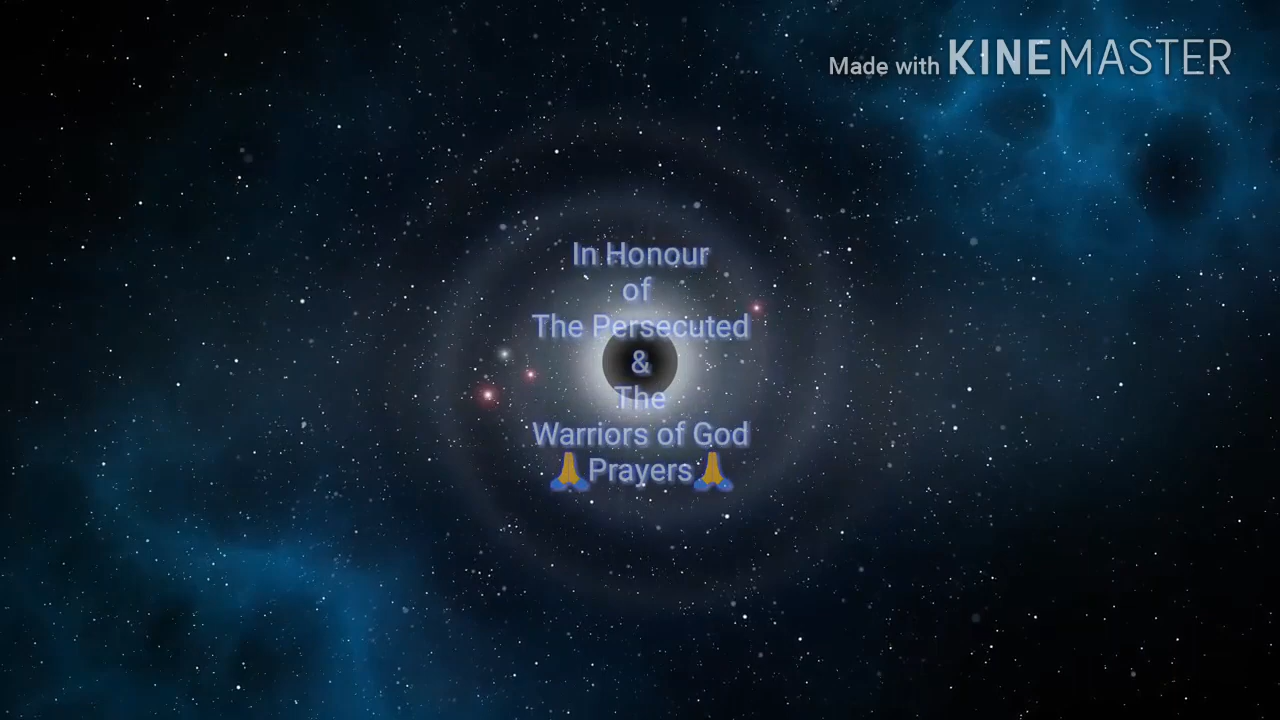 Made with KINEMASTER
In Honour
of
The Persecuted
&
The
Warriors of God
🙏Prayers🙏